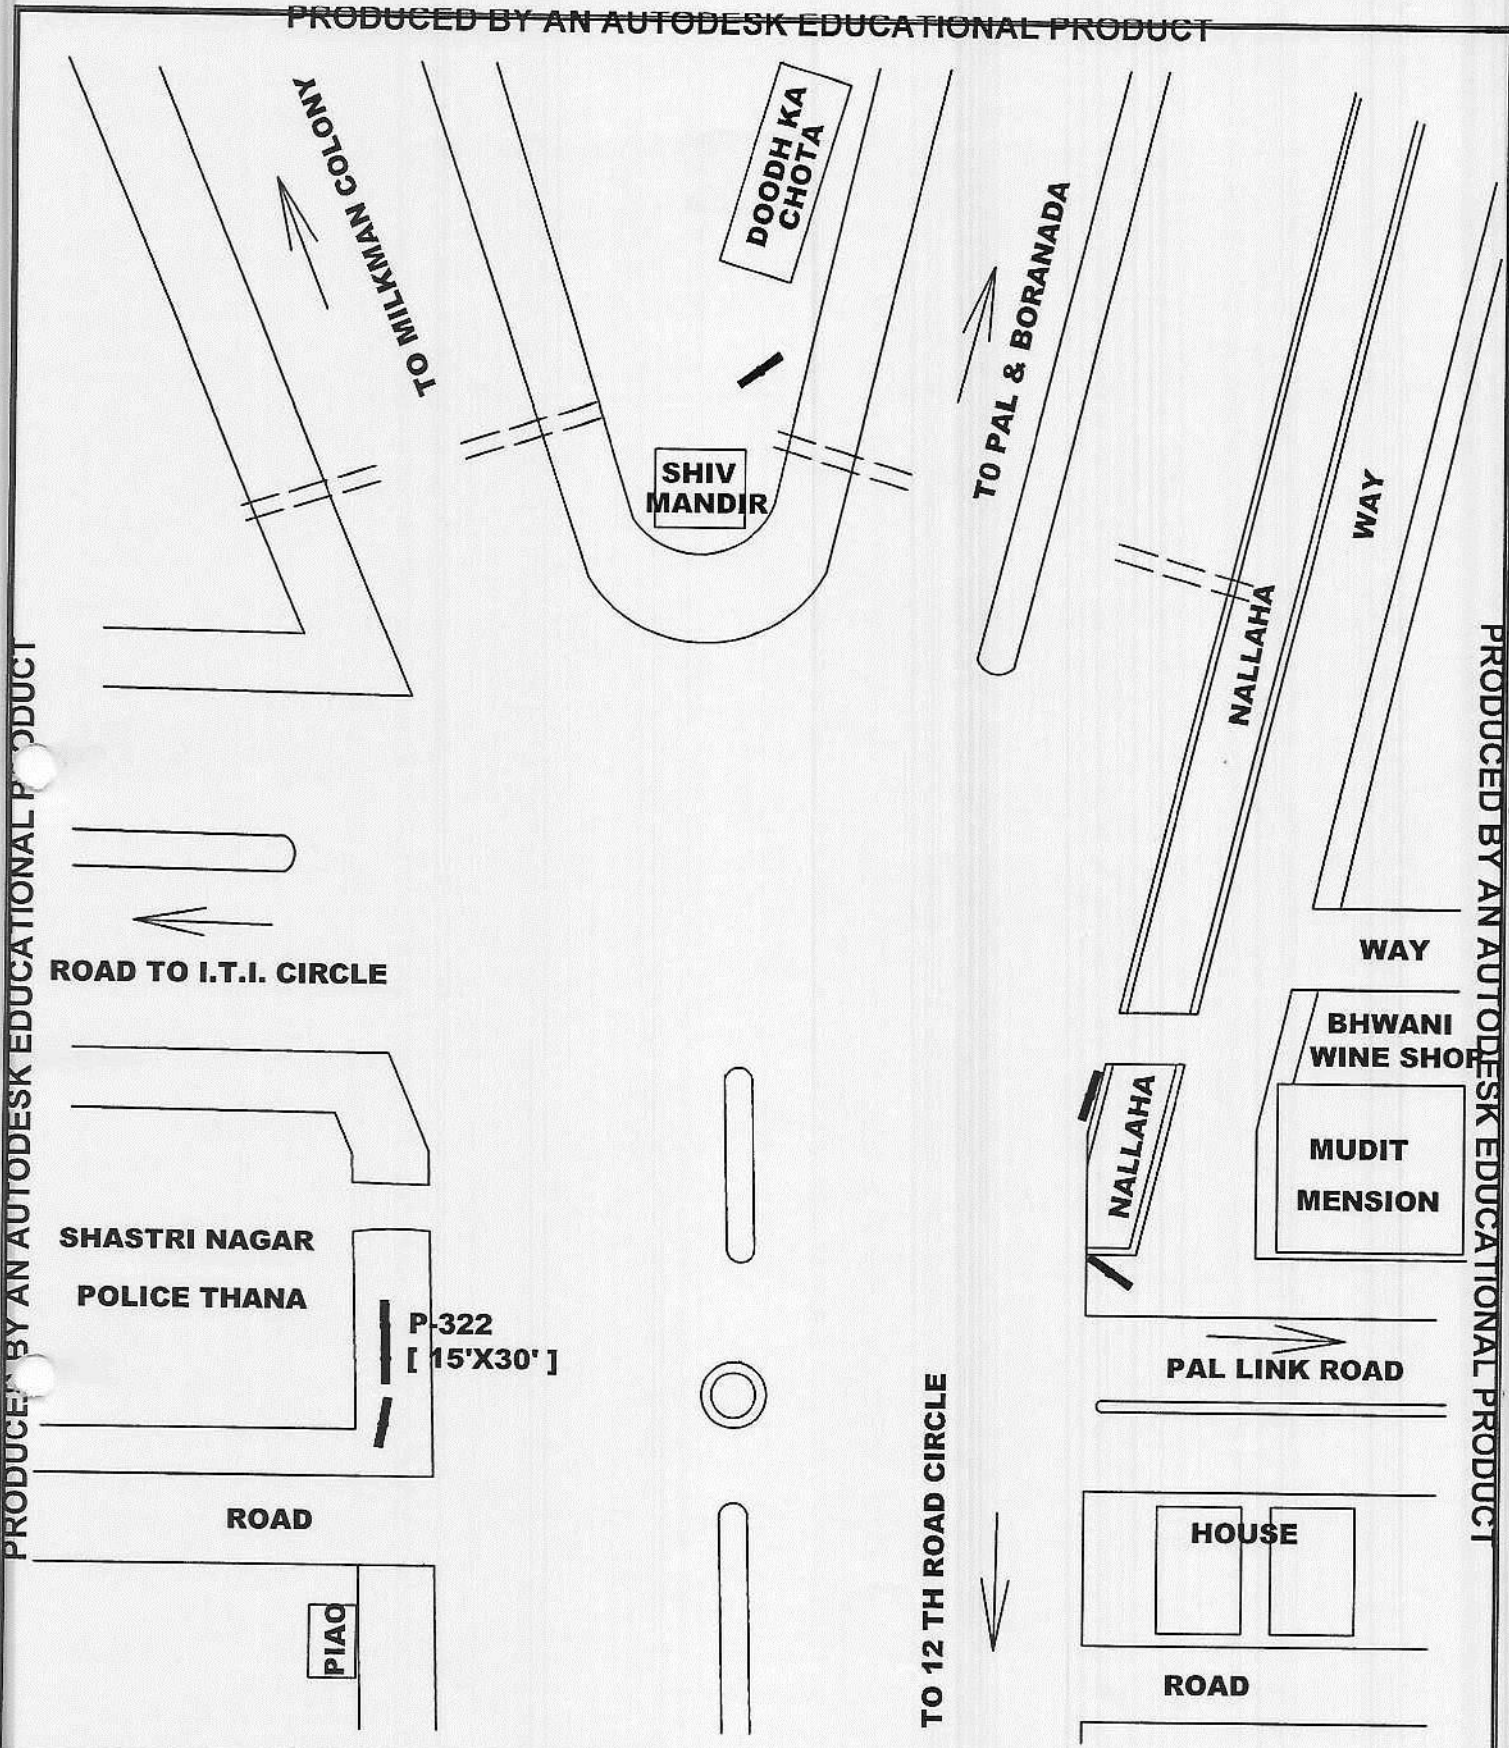 PRODUCED BY AN AUTODESK EDUCATIONAL PRODUCT
TO MILKMAN COLONY
DOODH KA
CHOTA
TO PAL & BORANADA
SHIV
MANDIR
WAY
NALLAHA
PRODUCED BY AN AUTODESK EDUCATIONAL PRODUCT
PRODUCED BY AN AUTODESK EDUCATIONAL PRODUCT
ROAD TO I.T.I. CIRCLE
WAY
BHWANI
WINE SHOP
NALLAHA
MUDIT
MENSION
SHASTRI NAGAR
POLICE THANA
P-322
[ 15'X30' ]
PAL LINK ROAD
TO 12 TH ROAD CIRCLE
ROAD
HOUSE
PIAO
ROAD